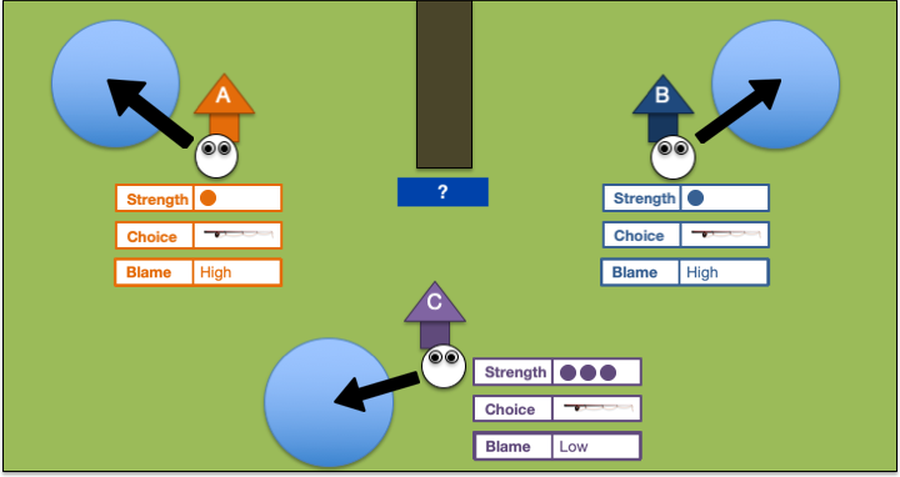 A
B
?
Strength
Choice
Blame High
Strength
Choice
Blame High
C
Strength
Choice
Blame Low